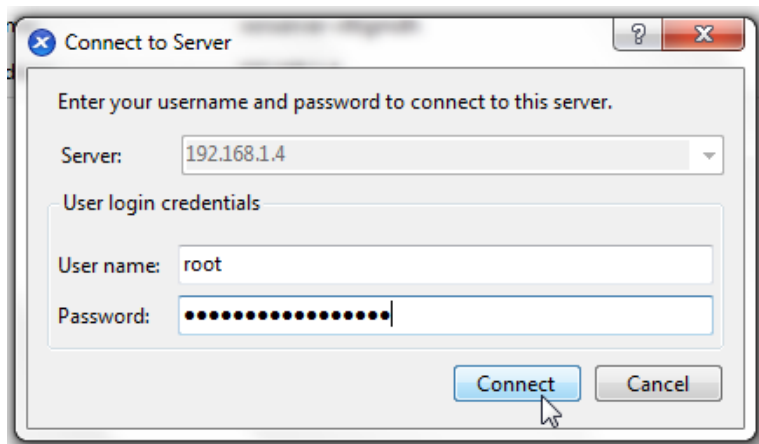 Connect to Server
Enter your username and password to connect to this server.
Server: 192.168.1.4
User login credentials
User name: root
Password: •••••••••••••••••
Connect Cancel